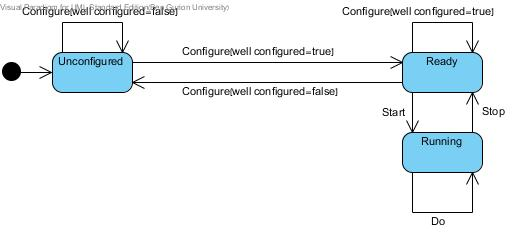 Visual Paradigm for UML Standard Edition(Ben Gurion University)
Configure[well configured=false]
Configure[well configured=true]
Unconfigured
Configure[well configured=true]
Ready
Configure[well configured=false]
Start
Stop
Running
Do